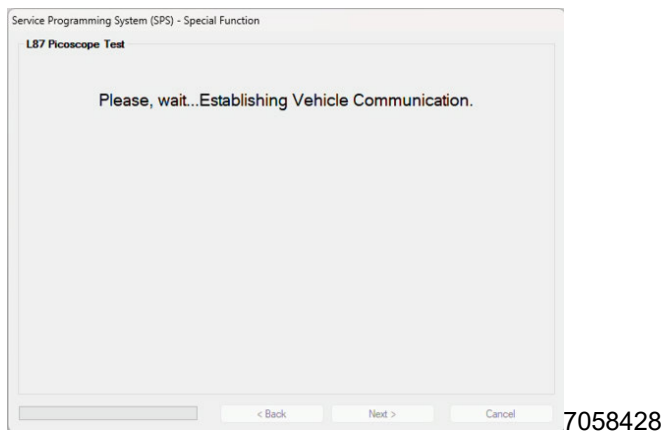 Service Programming System (SPS) - Special Function
L87 Picoscope Test
Please, wait...Establishing Vehicle Communication.
< Back Next > Cancel
7058428